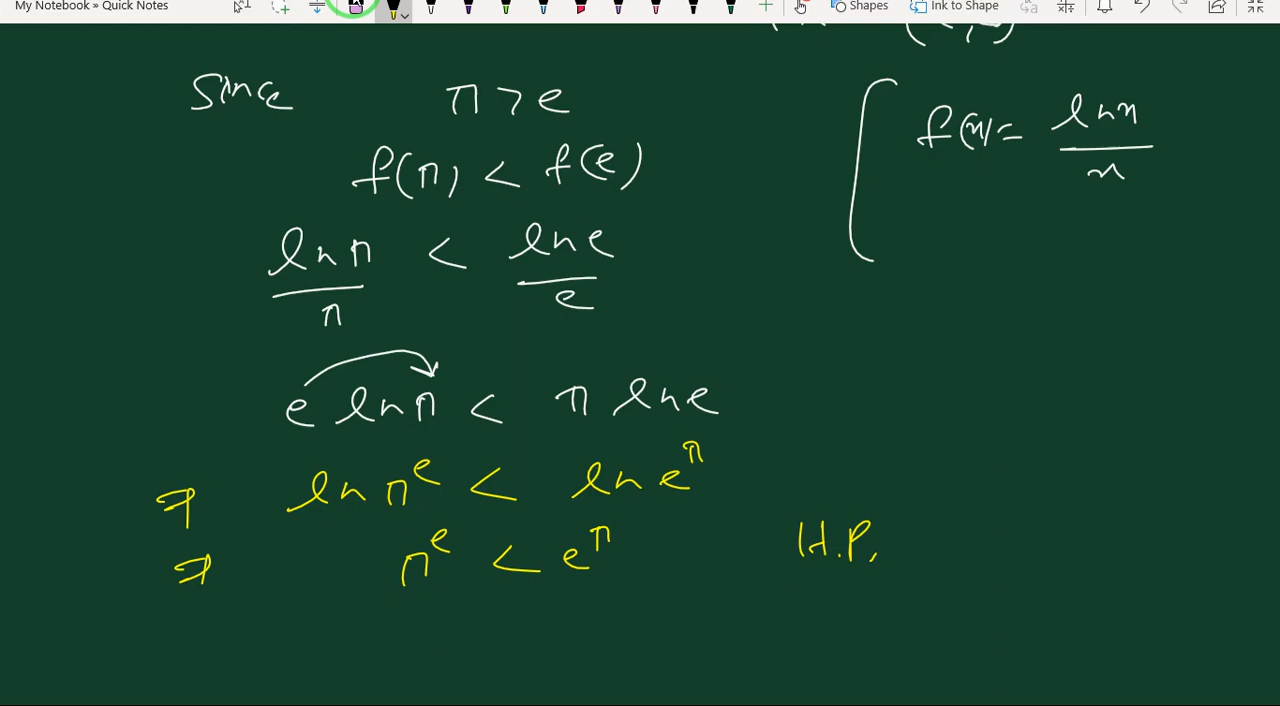 My Notebook » Quick Notes
Shapes Ink to Shape
Since π > e
f(π) < f(e)
f(x) = ln x / x
ln π / π < ln e / e
e ln π < π ln e
⇒ ln π^e < ln e^π
⇒ π^e < e^π H.P.